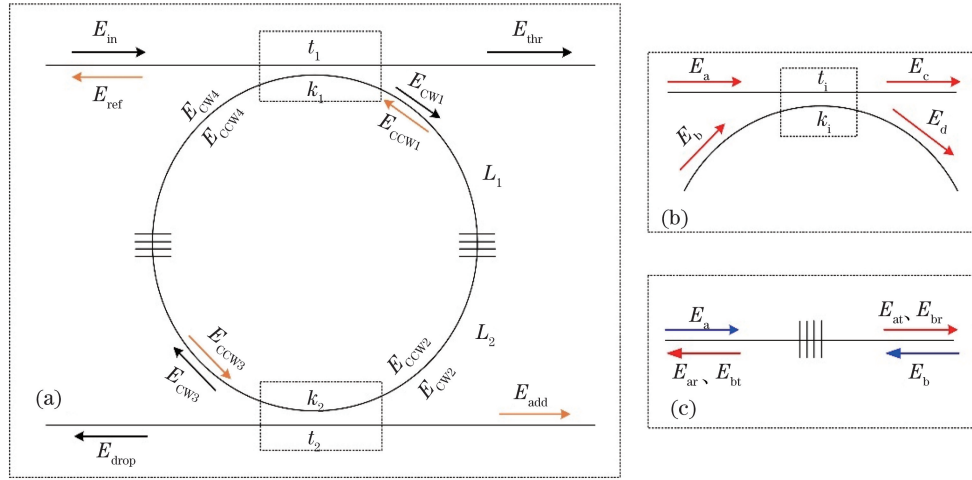 E_in
E_thr
t_1
k_1
E_ref
E_CW4
E_CCW4
E_CW1
E_CCW1
L_1
L_2
E_CCW3
E_CW3
E_CCW2
E_CW2
(a)
k_2
t_2
E_add
E_drop
E_a
t_i
E_c
k_i
E_b
E_d
(b)
E_a
E_at、E_br
E_ar、E_bt
E_b
(c)